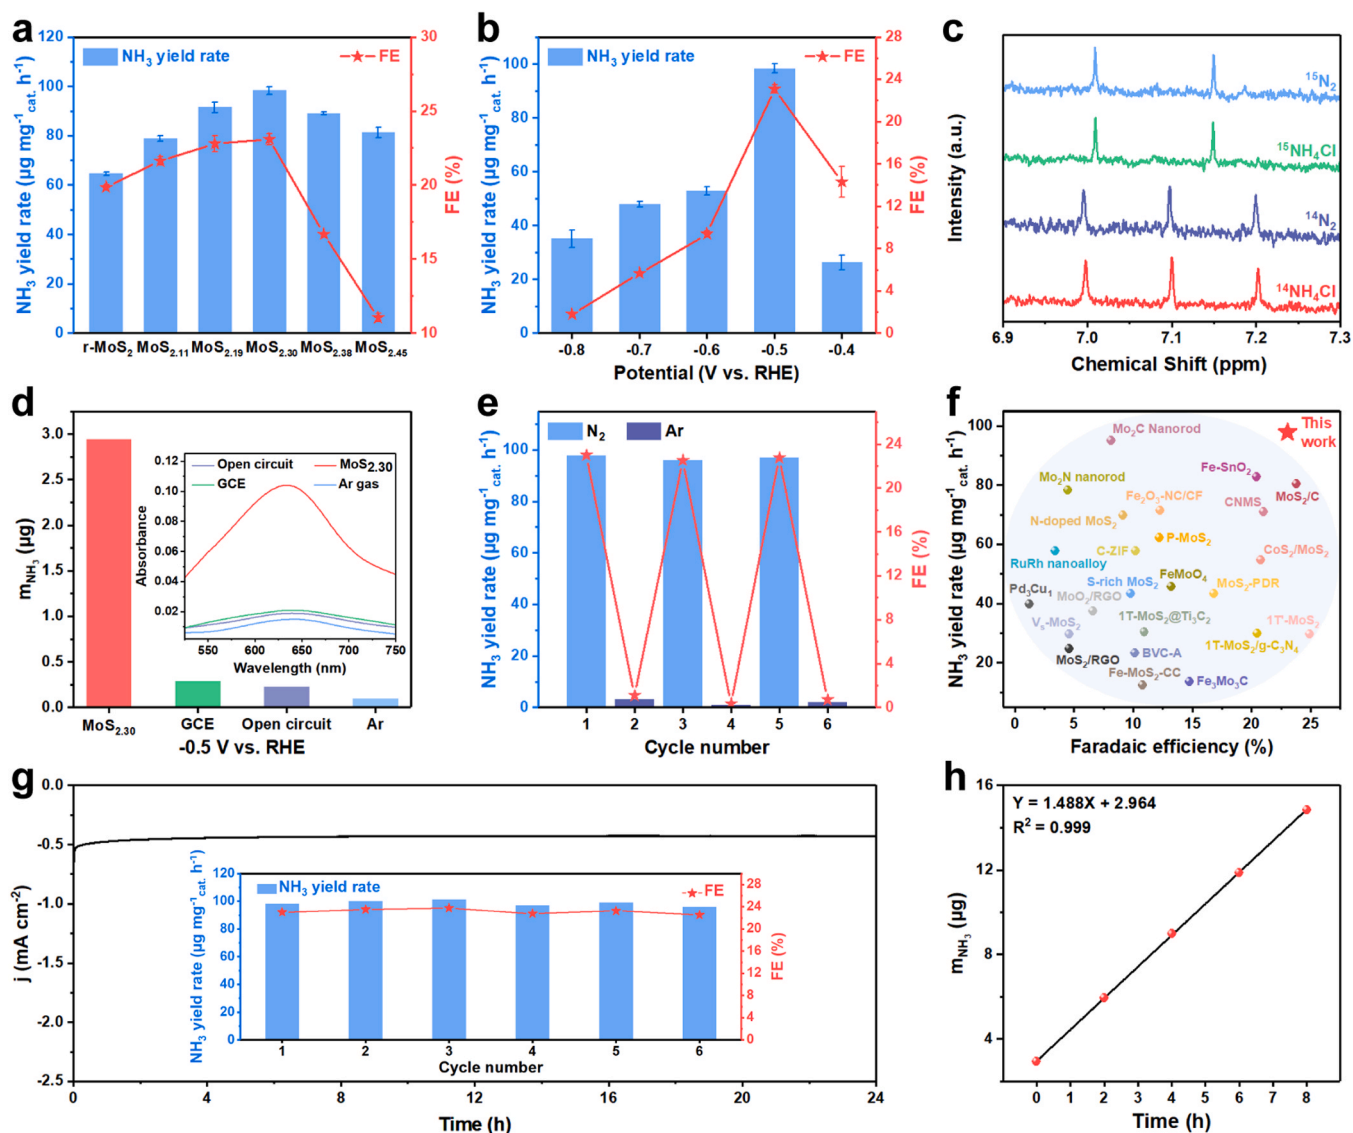 a
NH₃ yield rate
FE
NH₃ yield rate (µg mg⁻¹cat. h⁻¹)
120
100
80
60
40
20
0
30
25
20
15
10
FE (%)
r-MoS₂ MoS₂.₁₁ MoS₂.₁₉ MoS₂.₃₀ MoS₂.₃₈ MoS₂.₄₅
b
NH₃ yield rate
FE
NH₃ yield rate (µg mg⁻¹cat. h⁻¹)
110
100
90
80
70
60
50
40
30
20
10
0
28
24
20
16
12
8
4
0
FE (%)
-0.8 -0.7 -0.6 -0.5 -0.4
Potential (V vs. RHE)
c
Intensity (a.u.)
¹⁵N₂
¹⁵NH₄Cl
¹⁴N₂
¹⁴NH₄Cl
6.9 7.0 7.1 7.2 7.3
Chemical Shift (ppm)
d
m NH₃ (µg)
3.0
2.5
2.0
1.5
1.0
0.5
0.0
Open circuit MoS₂.₃₀
GCE Ar gas
Absorbance
0.12
0.10
0.08
0.06
0.04
0.02
550 600 650 700 750
Wavelength (nm)
MoS₂.₃₀ GCE Open circuit Ar
-0.5 V vs. RHE
e
N₂ Ar
NH₃ yield rate (µg mg⁻¹cat. h⁻¹)
110
100
90
80
70
60
50
40
30
20
10
0
24
20
16
12
8
4
0
FE (%)
1 2 3 4 5 6
Cycle number
f
NH₃ yield rate (µg mg⁻¹cat. h⁻¹)
100
80
60
40
20
This
work
Mo₂C Nanorod
Fe-SnO₂
Mo₂N nanorod
MoS₂/C
Fe₂O₃-NC/CF
CNMS
N-doped MoS₂
P-MoS₂
C-ZIF
CoS₂/MoS₂
RuRh nanoalloy
FeMoO₄
S-rich MoS₂
MoS₂-PDR
Pd₃Cu₁
MoO₂/RGO
1T-MoS₂@Ti₃C₂
Vₛ-MoS₂
1T'-MoS₂
MoS₂/RGO
BVC-A
1T-MoS₂/g-C₃N₄
Fe-MoS₂-CC
Fe₃Mo₃C
0 5 10 15 20 25
Faradaic efficiency (%)
g
j (mA cm⁻²)
0.0
-0.5
-1.0
-1.5
-2.0
-2.5
NH₃ yield rate
FE
NH₃ yield rate (µg mg⁻¹cat. h⁻¹)
120
100
80
60
40
20
0
28
24
20
16
12
8
4
0
FE (%)
1 2 3 4 5 6
Cycle number
0 4 8 12 16 20 24
Time (h)
h
Y = 1.488X + 2.964
R² = 0.999
m NH₃ (µg)
16
12
8
4
0 1 2 3 4 5 6 7 8
Time (h)